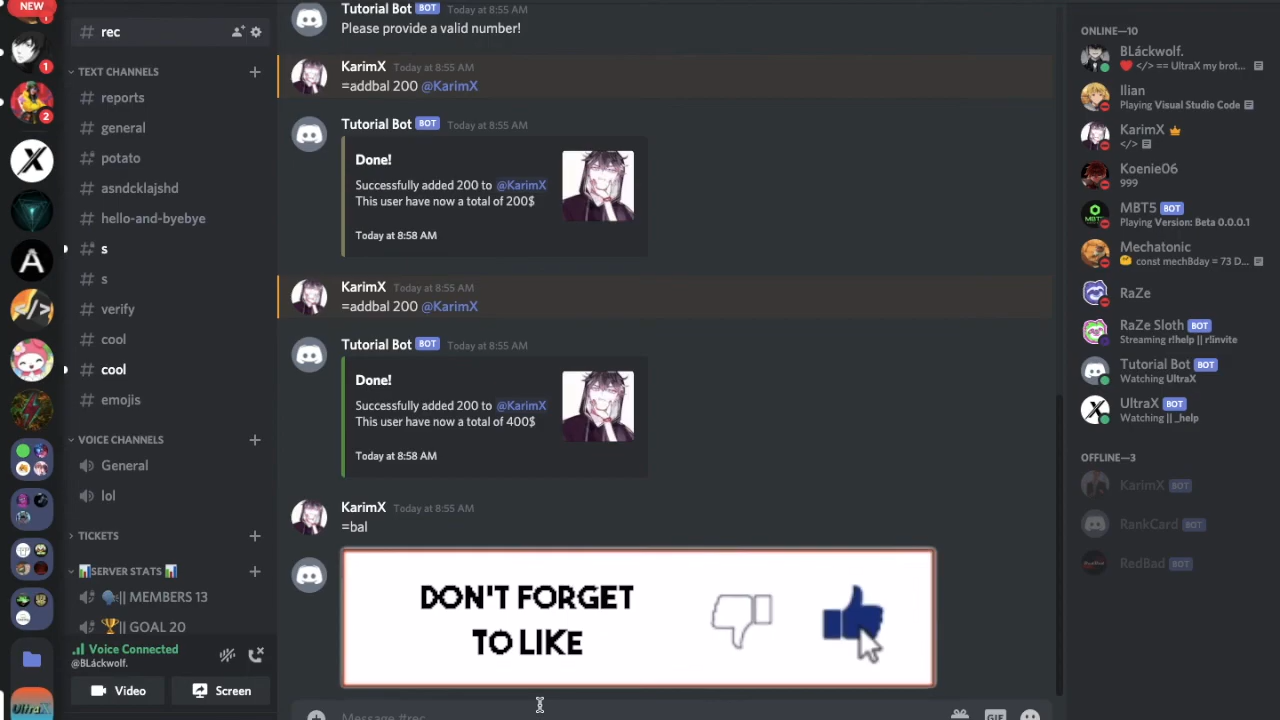 NEW
1
2
UltraX
# rec
TEXT CHANNELS
reports
general
potato
asndcklajshd
hello-and-byebye
s
s
verify
cool
cool
emojis
VOICE CHANNELS
General
lol
TICKETS
📊SERVER STATS 📊
🗣️|| MEMBERS 13
🏆|| GOAL 20
Voice Connected
@BLáckwolf.
Video
Screen
Tutorial Bot BOT Today at 8:55 AM
Please provide a valid number!
KarimX Today at 8:55 AM
=addbal 200 @KarimX
Tutorial Bot BOT Today at 8:55 AM
Done!
Successfully added 200 to @KarimX
This user have now a total of 200$
Today at 8:58 AM
KarimX Today at 8:55 AM
=addbal 200 @KarimX
Tutorial Bot BOT Today at 8:55 AM
Done!
Successfully added 200 to @KarimX
This user have now a total of 400$
Today at 8:58 AM
KarimX Today at 8:55 AM
=bal
DON'T FORGET
TO LIKE
Message #rec
GIF
ONLINE—10
BLáckwolf.
❤️ </> == UltraX my brot...
Ilian
Playing Visual Studio Code
KarimX
</>
Koenie06
999
MBT5 BOT
Playing Version: Beta 0.0.0.1
Mechatonic
const mech8day = 73 D...
RaZe
RaZe Sloth BOT
Streaming r!help || r!invite
Tutorial Bot BOT
Watching UltraX
UltraX BOT
Watching || _help
OFFLINE—3
KarimX BOT
RankCard BOT
RedBad BOT